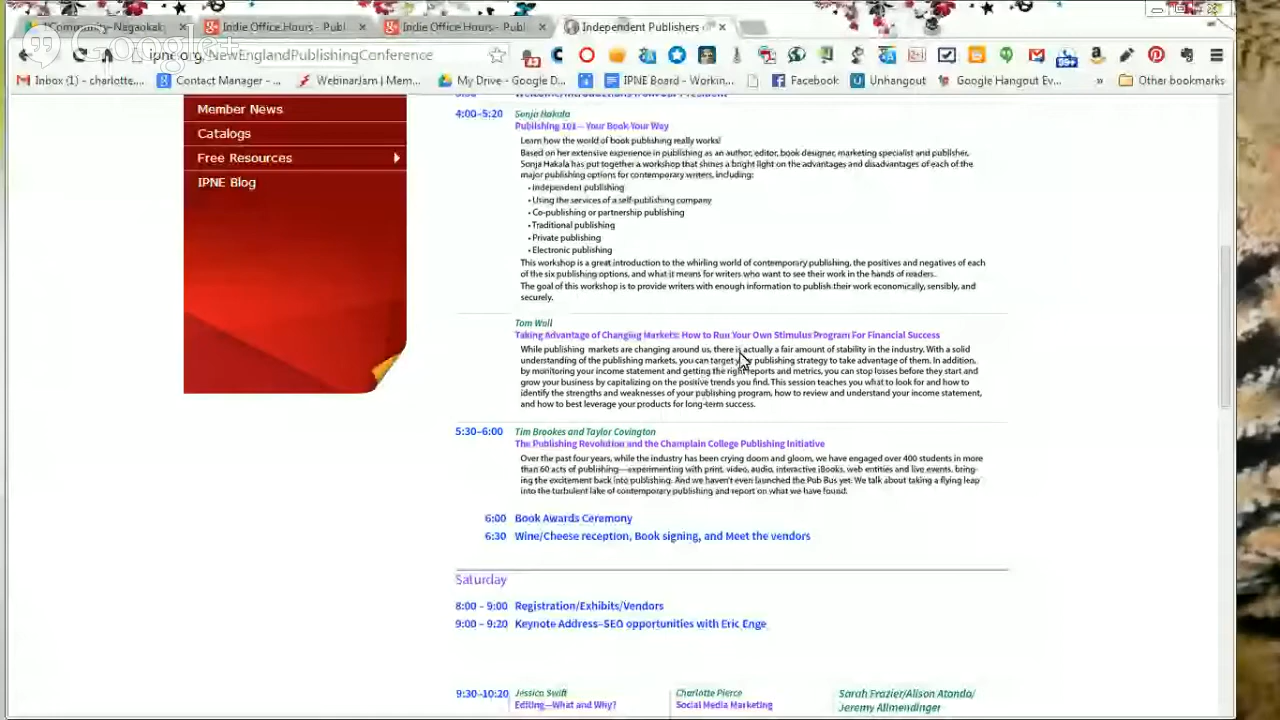 Community-Nagaokak
Indie Office Hours - Publ
Indie Office Hours - Publ
Independent Publishers o
Google+
ipne.org/NewEnglandPublishingConference
Inbox (1) - charlotte...
Contact Manager - ...
WebinarJam | Mem...
My Drive - Google D...
IPNE Board - Workin...
Facebook
Unhangout
Google Hangout Ev...
»
Other bookmarks
Member News
Catalogs
Free Resources
IPNE Blog
4:00–5:20 Sonja Hakala
Publishing 101—Your Book Your Way
Learn how the world of book publishing really works!
Based on her extensive experience in publishing as an author, editor, book designer, marketing specialist and publisher,
Sonja Hakala has put together a workshop that shines a bright light on the advantages and disadvantages of each of the
major publishing options for contemporary writers, including:
• Independent publishing
• Using the services of a self-publishing company
• Co-publishing or partnership publishing
• Traditional publishing
• Private publishing
• Electronic publishing
This workshop is a great introduction to the whirling world of contemporary publishing, the positives and negatives of each
of the six publishing options, and what it means for writers who want to see their work in the hands of readers.
The goal of this workshop is to provide writers with enough information to publish their work economically, sensibly, and
securely.
Tom Woll
Taking Advantage of Changing Markets: How to Run Your Own Stimulus Program For Financial Success
While publishing markets are changing around us, there is actually a fair amount of stability in the industry. With a solid
understanding of the publishing markets, you can target your publishing strategy to take advantage of them. In addition,
by monitoring your income statement and getting the right reports and metrics, you can stop losses before they start and
grow your business by capitalizing on the positive trends you find. This session teaches you what to look for and how to
identify the strengths and weaknesses of your publishing program, how to review and understand your income statement,
and how to best leverage your products for long-term success.
5:30–6:00 Tim Brookes and Taylor Covington
The Publishing Revolution and the Champlain College Publishing Initiative
Over the past four years, while the industry has been crying doom and gloom, we have engaged over 400 students in more
than 60 acts of publishing—experimenting with print, video, audio, interactive iBooks, web entities and live events, bring-
ing the excitement back into publishing. And we haven't even launched the Pub Bus yet. We talk about taking a flying leap
into the turbulent lake of contemporary publishing and report on what we have found.
6:00 Book Awards Ceremony
6:30 Wine/Cheese reception, Book signing, and Meet the vendors
Saturday
8:00 – 9:00 Registration/Exhibits/Vendors
9:00 – 9:20 Keynote Address–SEO opportunities with Eric Enge
9:30–10:20 Jessica Swift
Editing—What and Why?
Charlotte Pierce
Social Media Marketing
Sarah Frazier/Alison Atanda/
Jeremy Allmendinger